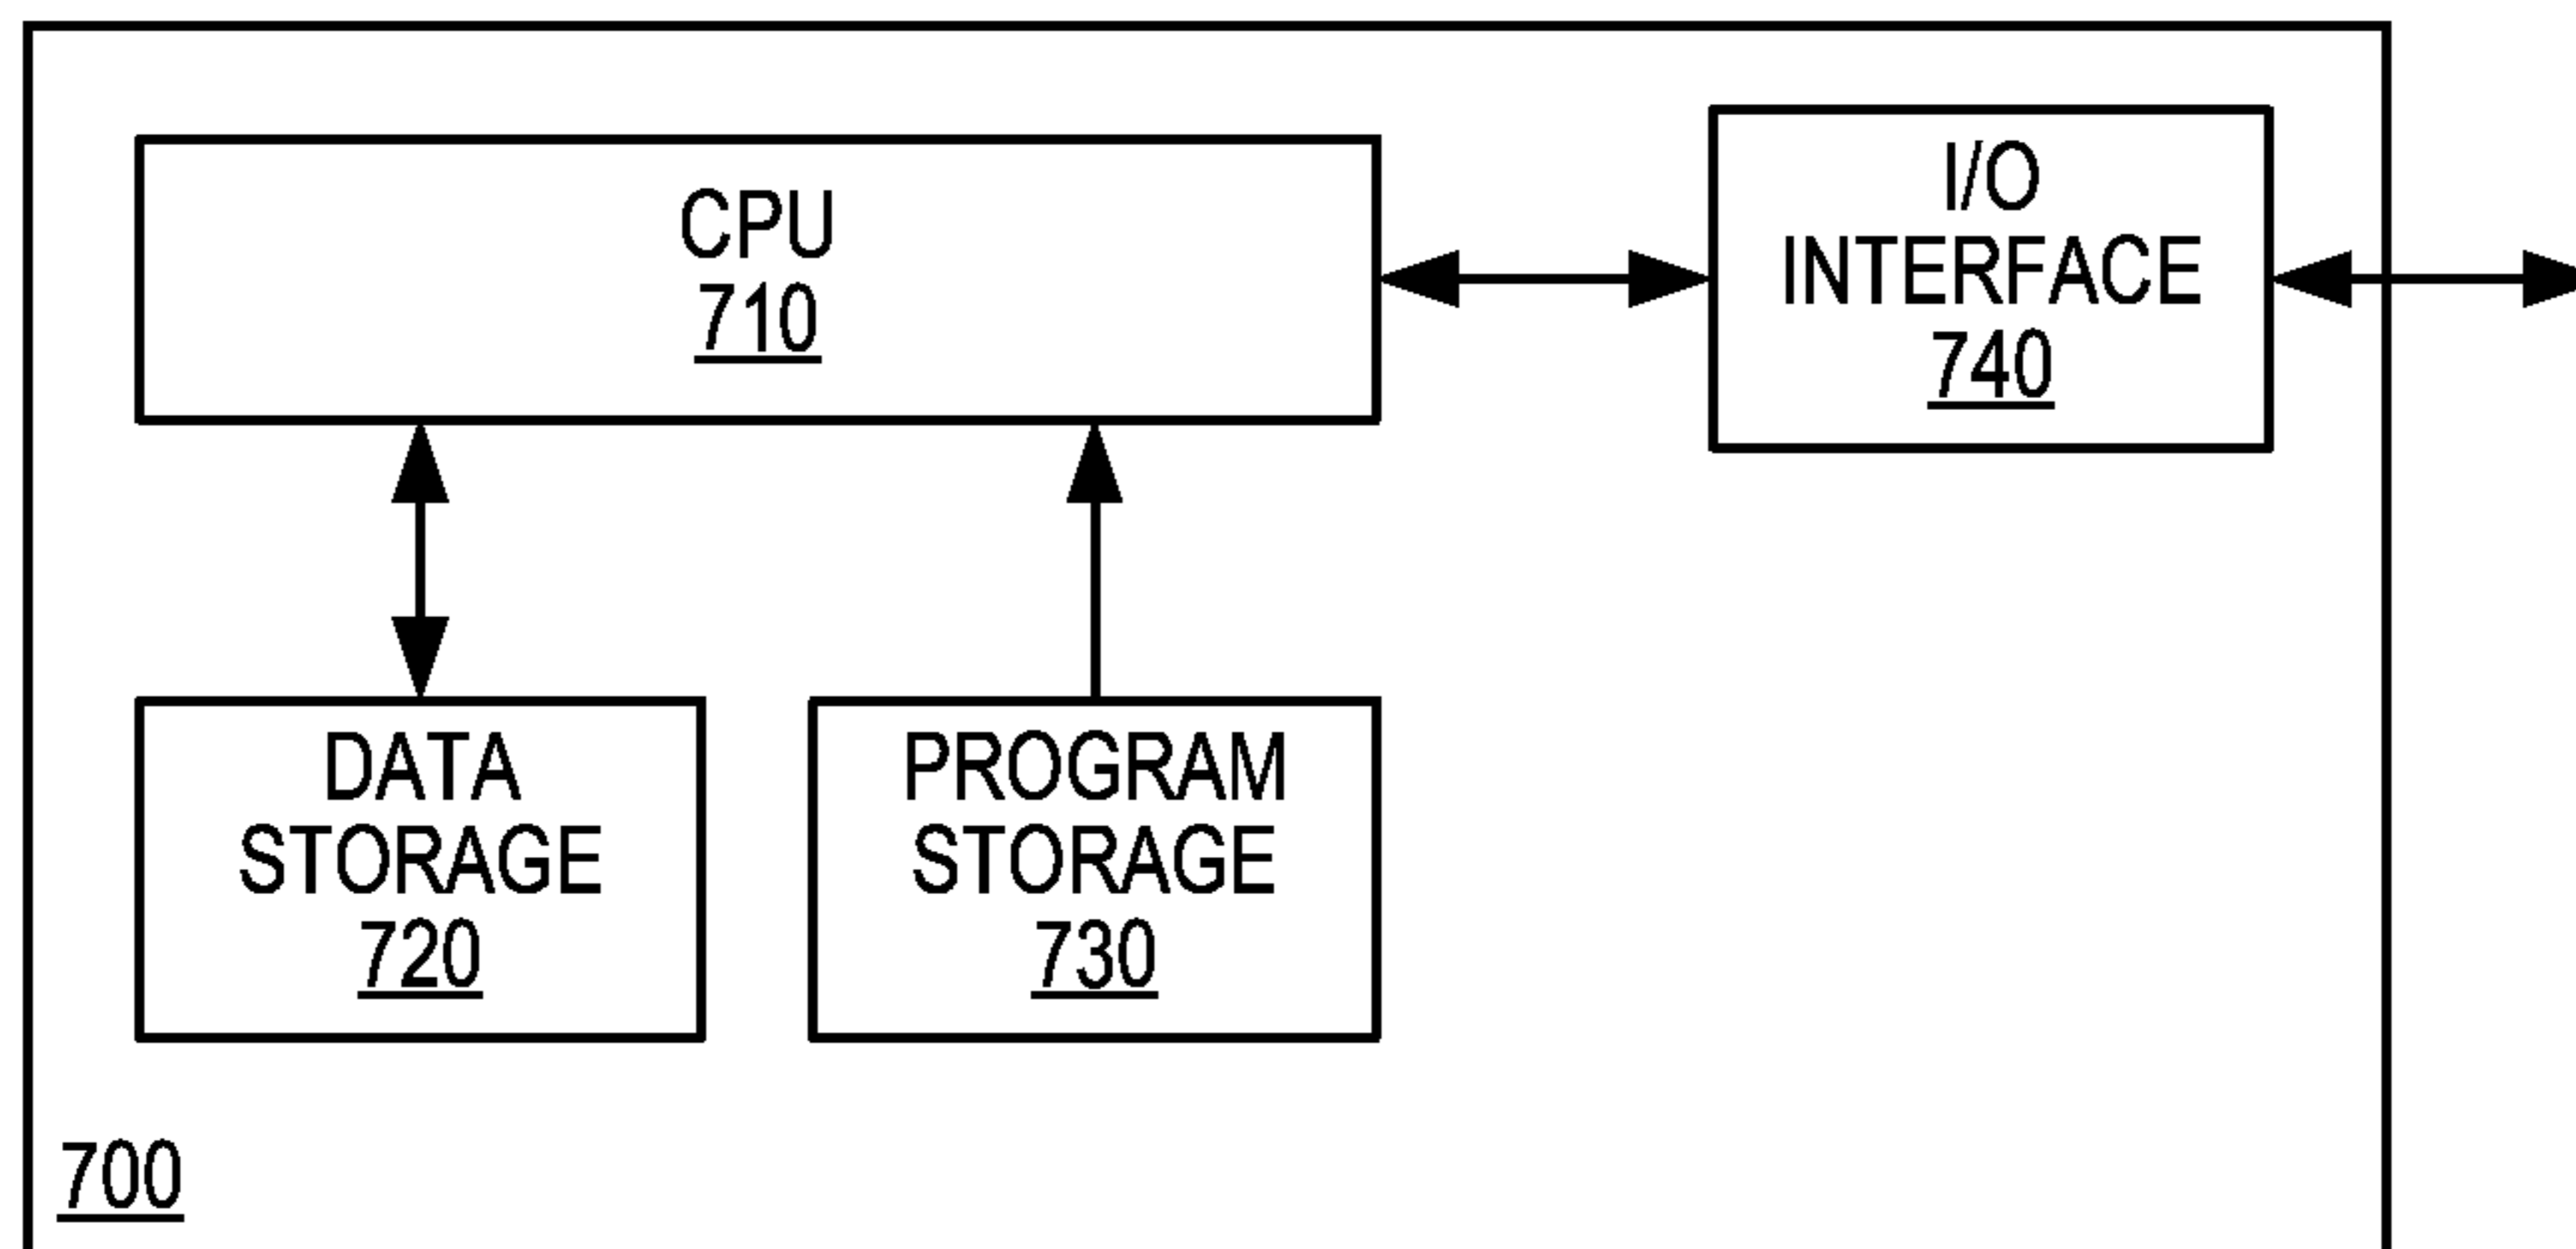 CPU
710
I/O
INTERFACE
740
DATA
STORAGE
720
PROGRAM
STORAGE
730
700